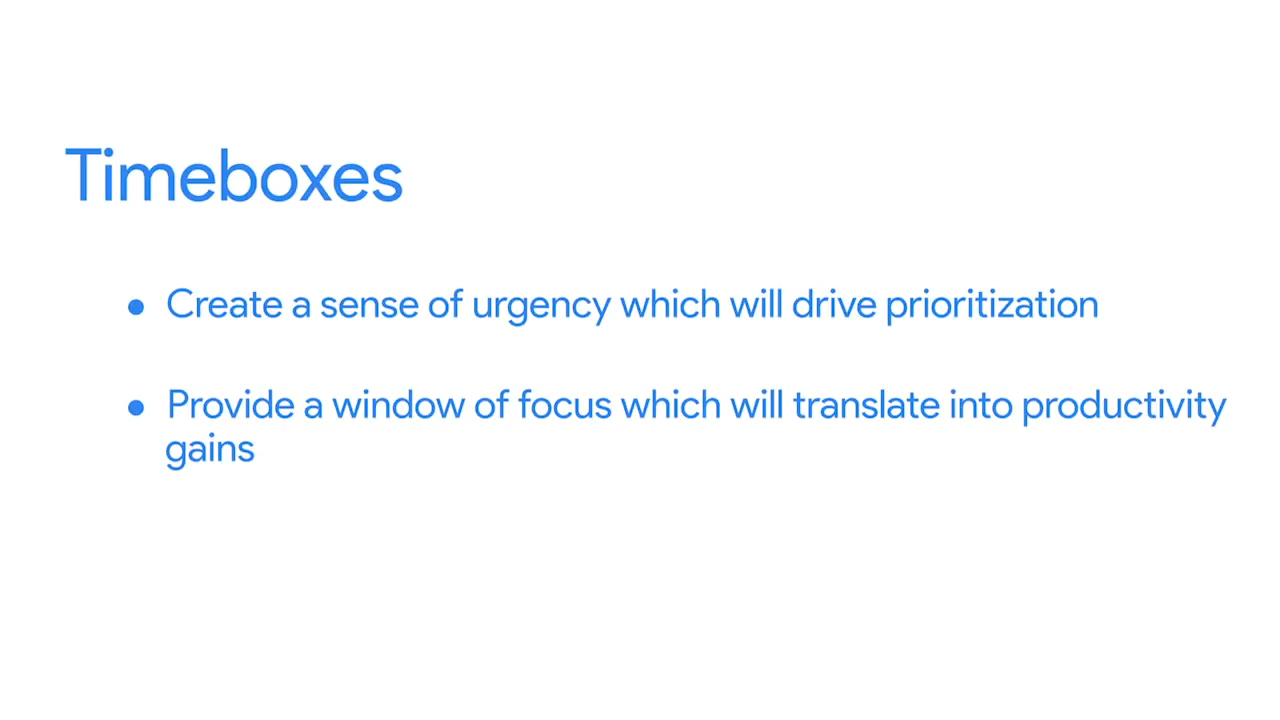 Timeboxes
● Create a sense of urgency which will drive prioritization
● Provide a window of focus which will translate into productivity
gains